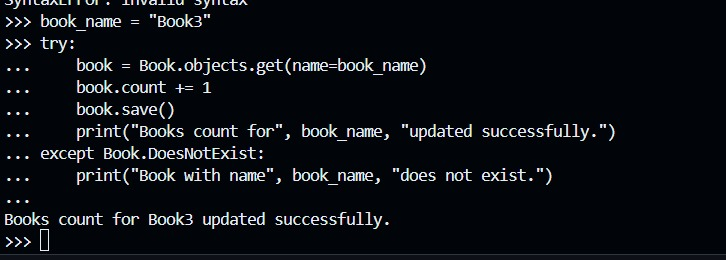 SyntaxError: invalid syntax
>>> book_name = "Book3"
>>> try:
...     book = Book.objects.get(name=book_name)
...     book.count += 1
...     book.save()
...     print("Books count for", book_name, "updated successfully.")
... except Book.DoesNotExist:
...     print("Book with name", book_name, "does not exist.")
...
Books count for Book3 updated successfully.
>>>